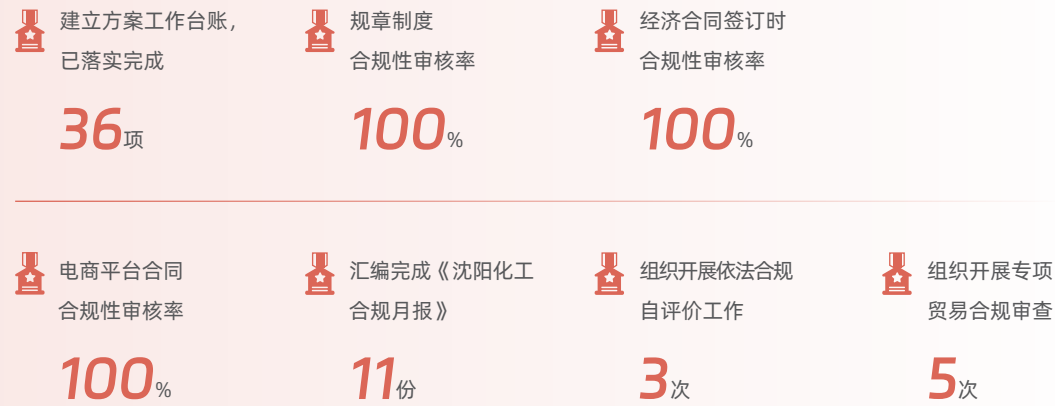 建立方案工作台账，
已落实完成
36项
规章制度
合规性审核率
100%
经济合同签订时
合规性审核率
100%
电商平台合同
合规性审核率
100%
汇编完成《沈阳化工
合规月报》
11份
组织开展依法合规
自评价工作
3次
组织开展专项
贸易合规审查
5次